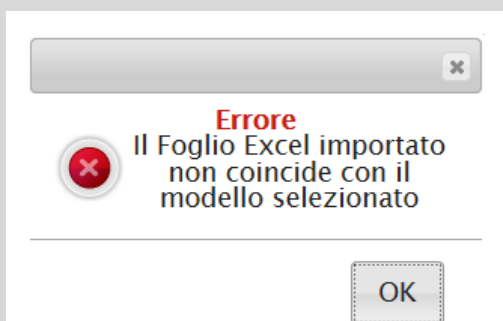 Errore
Il Foglio Excel importato
non coincide con il
modello selezionato
OK